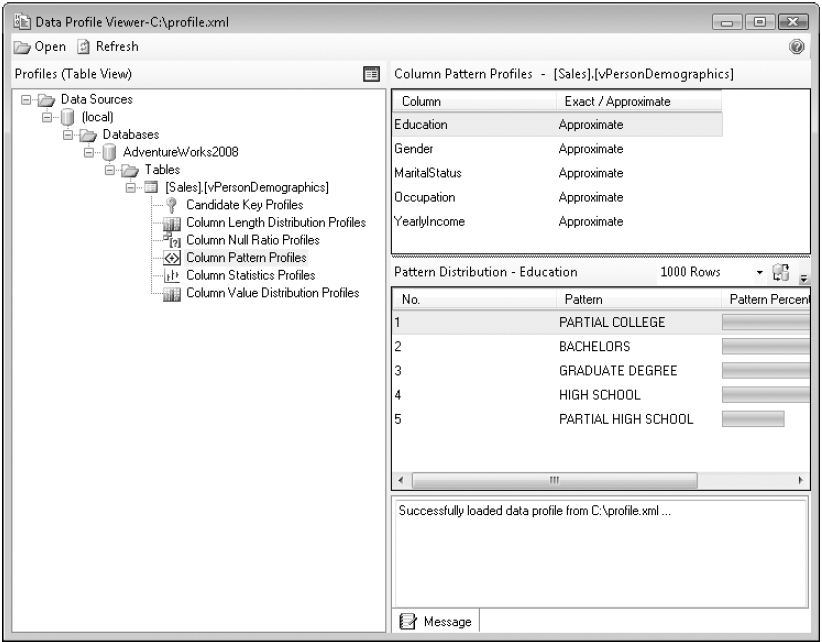 Data Profile Viewer-C:\profile.xml
Open Refresh
Profiles (Table View)
Data Sources
(local)
Databases
AdventureWorks2008
Tables
[Sales].[vPersonDemographics]
Candidate Key Profiles
Column Length Distribution Profiles
Column Null Ratio Profiles
Column Pattern Profiles
Column Statistics Profiles
Column Value Distribution Profiles
Column Pattern Profiles - [Sales].[vPersonDemographics]
Column Exact / Approximate
Education Approximate
Gender Approximate
MaritalStatus Approximate
Occupation Approximate
YearlyIncome Approximate
Pattern Distribution - Education 1000 Rows
No. Pattern Pattern Percent
1 PARTIAL COLLEGE
2 BACHELORS
3 GRADUATE DEGREE
4 HIGH SCHOOL
5 PARTIAL HIGH SCHOOL
Successfully loaded data profile from C:\profile.xml ...
Message